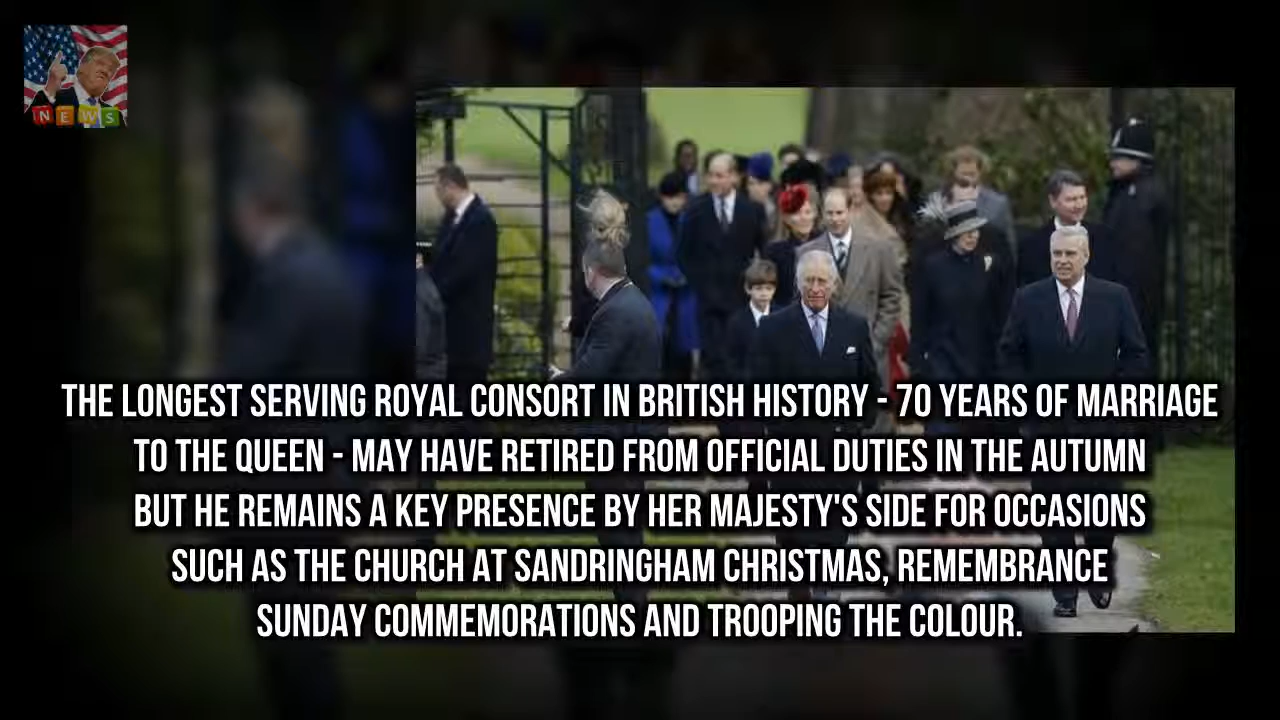 NEWS
THE LONGEST SERVING ROYAL CONSORT IN BRITISH HISTORY - 70 YEARS OF MARRIAGE
TO THE QUEEN - MAY HAVE RETIRED FROM OFFICIAL DUTIES IN THE AUTUMN
BUT HE REMAINS A KEY PRESENCE BY HER MAJESTY'S SIDE FOR OCCASIONS
SUCH AS THE CHURCH AT SANDRINGHAM CHRISTMAS, REMEMBRANCE
SUNDAY COMMEMORATIONS AND TROOPING THE COLOUR.